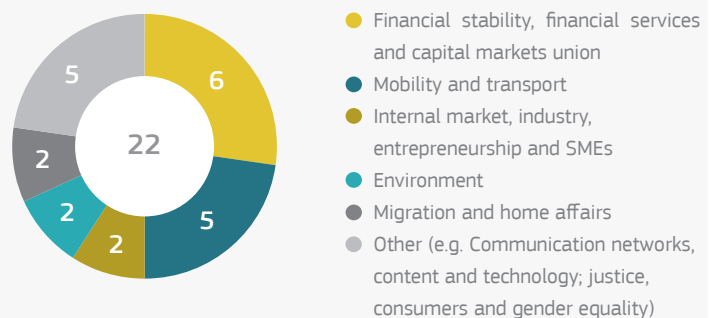 6
5
2
2
2
5
22
Financial stability, financial services
and capital markets union
Mobility and transport
Internal market, industry,
entrepreneurship and SMEs
Environment
Migration and home affairs
Other (e.g. Communication networks,
content and technology; justice,
consumers and gender equality)